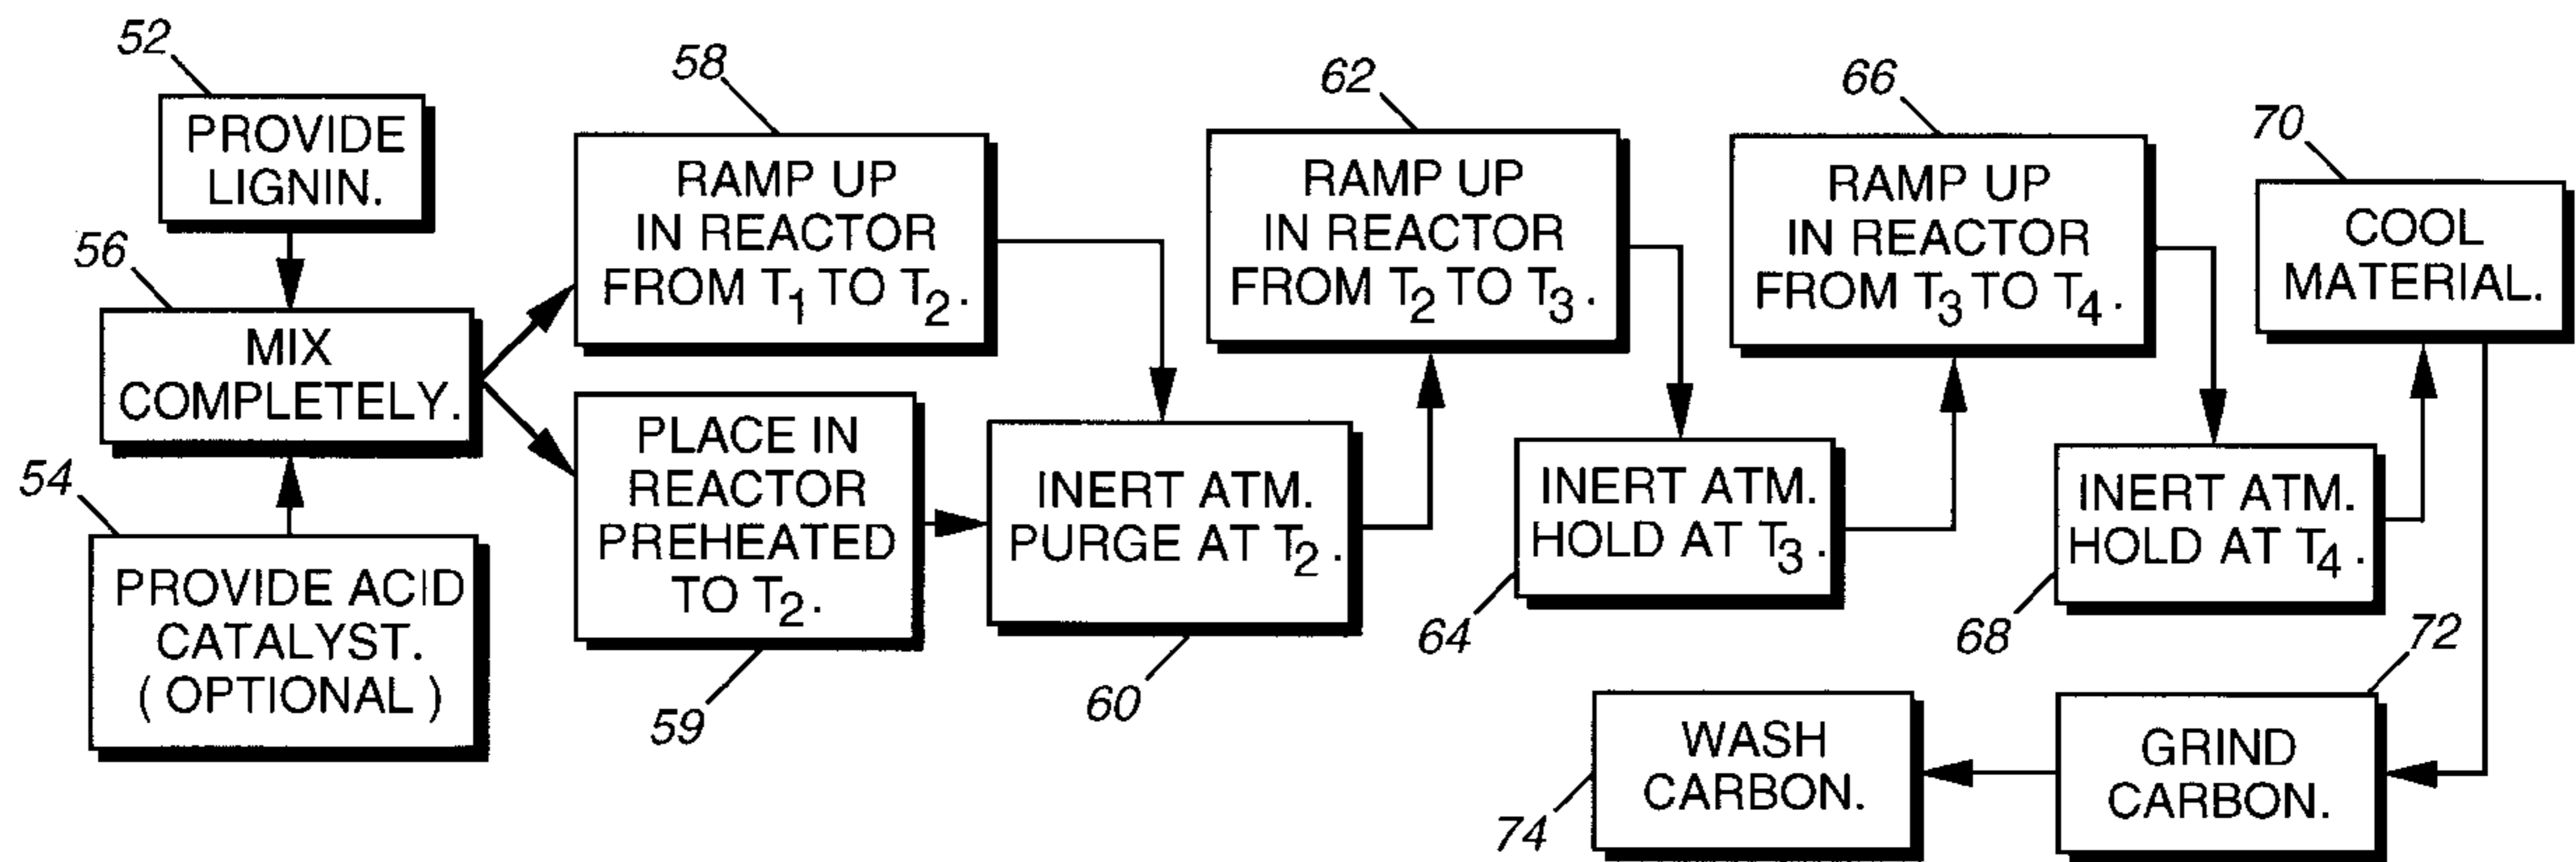 52
PROVIDE
LIGNIN.
56
MIX
COMPLETELY.
54
PROVIDE ACID
CATALYST.
( OPTIONAL )
58
RAMP UP
IN REACTOR
FROM T1 TO T2 .
PLACE IN
REACTOR
PREHEATED
TO T2 .
59
INERT ATM.
PURGE AT T2 .
60
62
RAMP UP
IN REACTOR
FROM T2 TO T3 .
INERT ATM.
HOLD AT T3 .
64
66
RAMP UP
IN REACTOR
FROM T3 TO T4 .
INERT ATM.
HOLD AT T4 .
68
70
COOL
MATERIAL.
72
GRIND
CARBON.
WASH
CARBON.
74